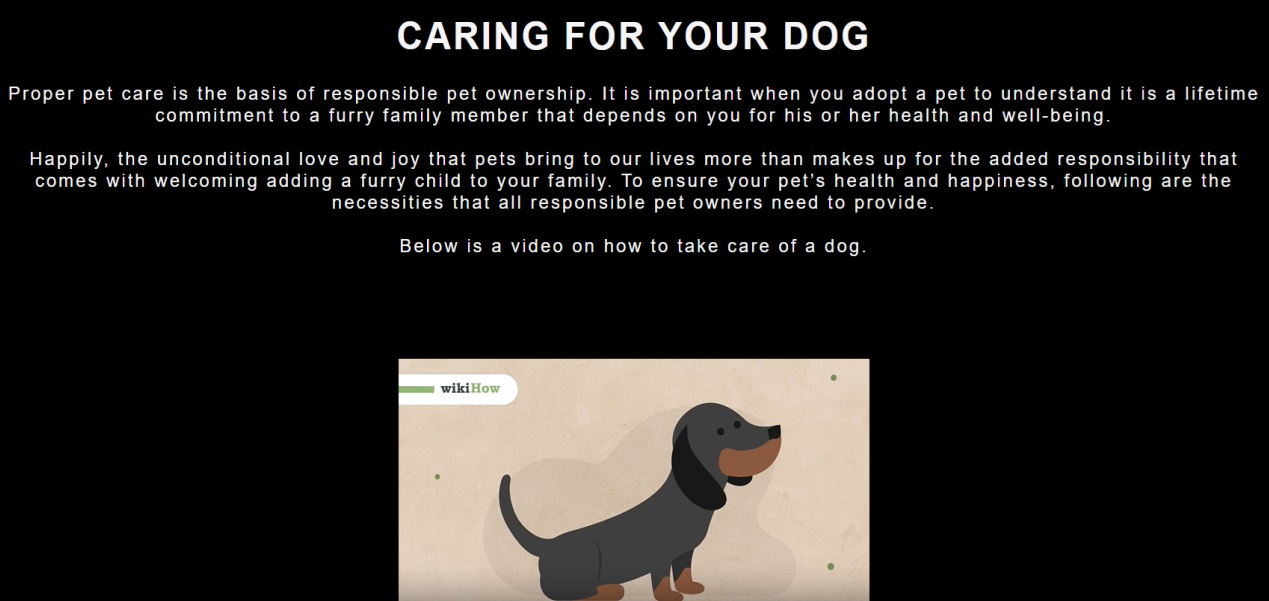 CARING FOR YOUR DOG
Proper pet care is the basis of responsible pet ownership. It is important when you adopt a pet to understand it is a lifetime
commitment to a furry family member that depends on you for his or her health and well-being.
Happily, the unconditional love and joy that pets bring to our lives more than makes up for the added responsibility that
comes with welcoming adding a furry child to your family. To ensure your pet’s health and happiness, following are the
necessities that all responsible pet owners need to provide.
Below is a video on how to take care of a dog.
wikiHow